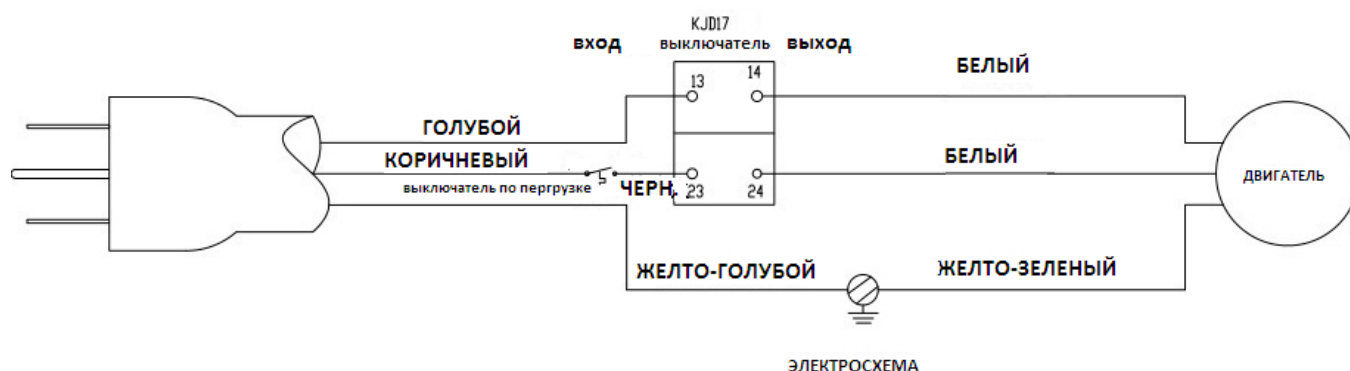 KJD17
вход выключатель выход
13 14
БЕЛЫЙ
ГОЛУБОЙ
КОРИЧНЕВЫЙ
БЕЛЫЙ
выключатель по пергрузке ЧЕРН. 23 24
ДВИГАТЕЛЬ
ЖЕЛТО-ГОЛУБОЙ ЖЕЛТО-ЗЕЛЕНЫЙ
ЭЛЕКТРОСХЕМА